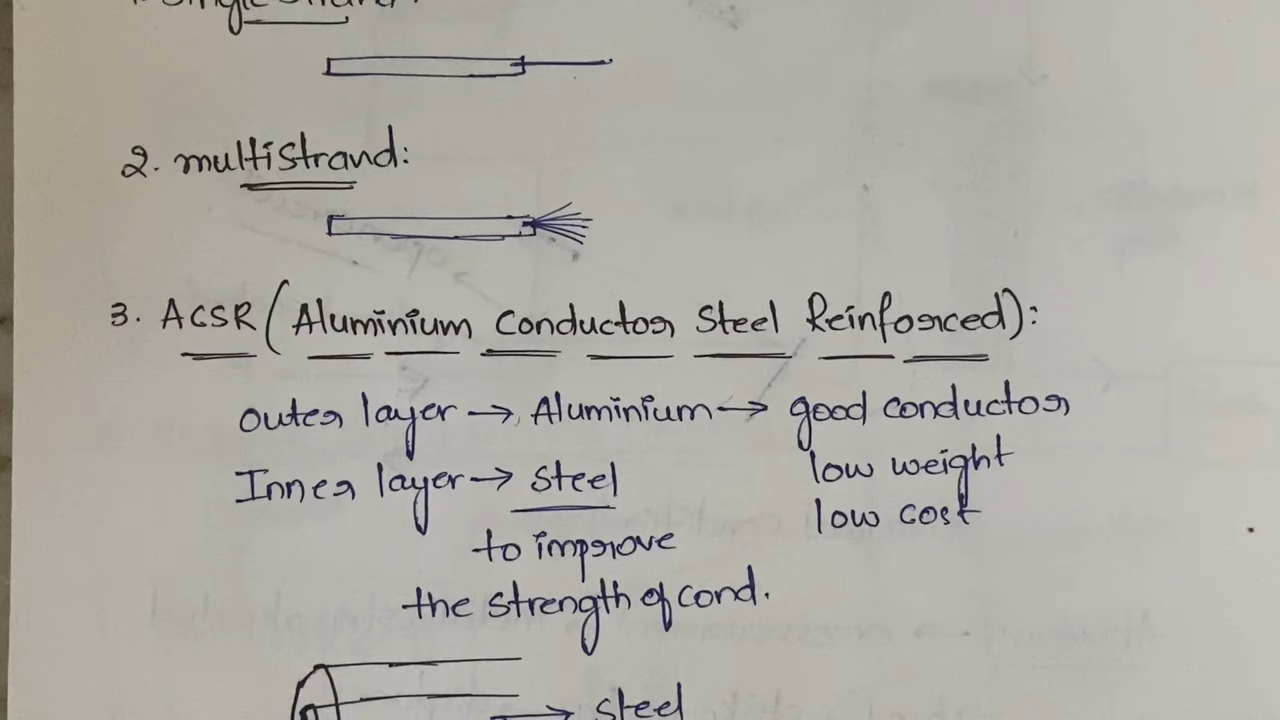 2. multistrand:
3. ACSR (Aluminium Conductor Steel Reinforced):
outer layer → Aluminium → good conductor
Inner layer → steel low weight
low cost
to improve
the strength of cond.
→ steel